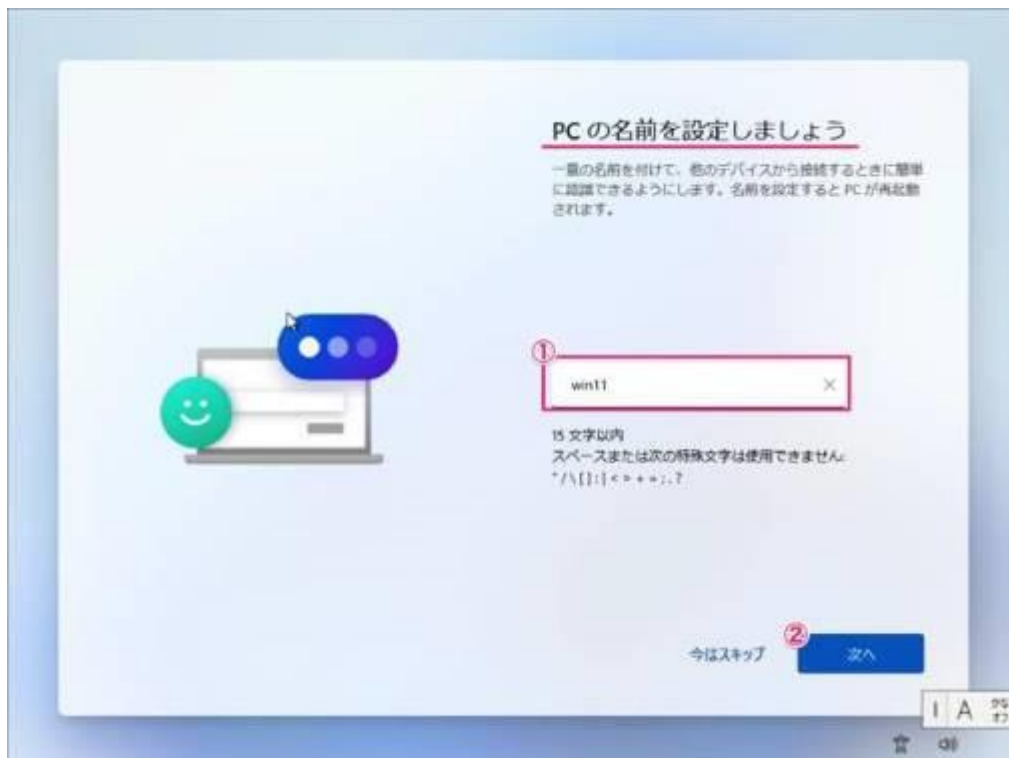 PC の名前を設定しましょう
一意の名前を付けて、他のデバイスから接続するときに簡単
に認識できるようにします。名前を設定すると PC が再起動
されます。
①
win11
15 文字以内
スペースまたは次の特殊文字は使用できません:
"/\[]:|<>+=;,?
②
今はスキップ
次へ
A